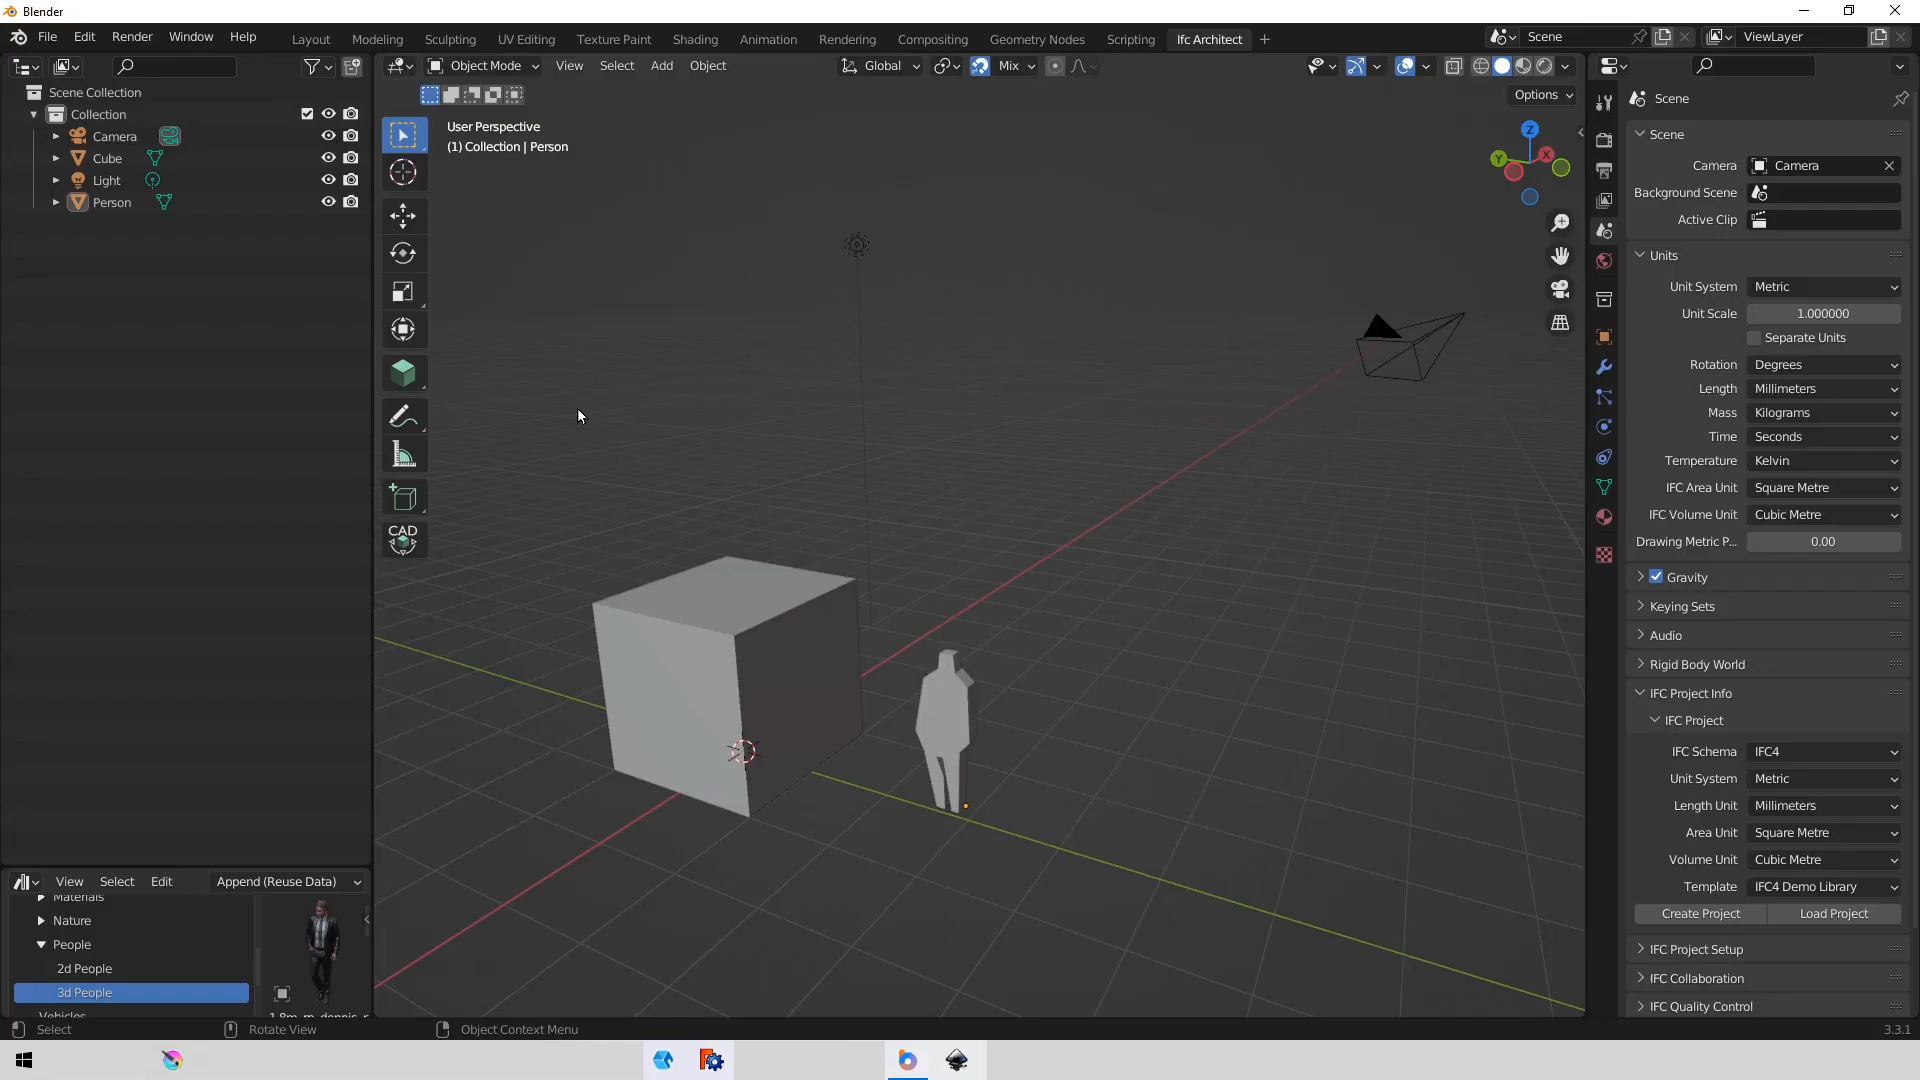 Blender
File Edit Render Window Help
Layout Modeling Sculpting UV Editing Texture Paint Shading Animation Rendering Compositing Geometry Nodes Scripting Ifc Architect
Scene
ViewLayer
Object Mode View Select Add Object
Global
Mix
Options
Scene Collection
Collection
Camera
Cube
Light
Person
User Perspective
(1) Collection | Person
Z
Y
X
CAD
Scene
Scene
Camera Camera
Background Scene
Active Clip
Units
Unit System Metric
Unit Scale 1.000000
Separate Units
Rotation Degrees
Length Millimeters
Mass Kilograms
Time Seconds
Temperature Kelvin
IFC Area Unit Square Metre
IFC Volume Unit Cubic Metre
Drawing Metric P... 0.00
Gravity
Keying Sets
Audio
Rigid Body World
IFC Project Info
IFC Project
IFC Schema IFC4
Unit System Metric
Length Unit Millimeters
Area Unit Square Metre
Volume Unit Cubic Metre
Template IFC4 Demo Library
Create Project Load Project
IFC Project Setup
IFC Collaboration
IFC Quality Control
View Select Edit Append (Reuse Data)
Materials
Nature
People
2d People
3d People
Vehicles
Select Rotate View Object Context Menu
3.3.1